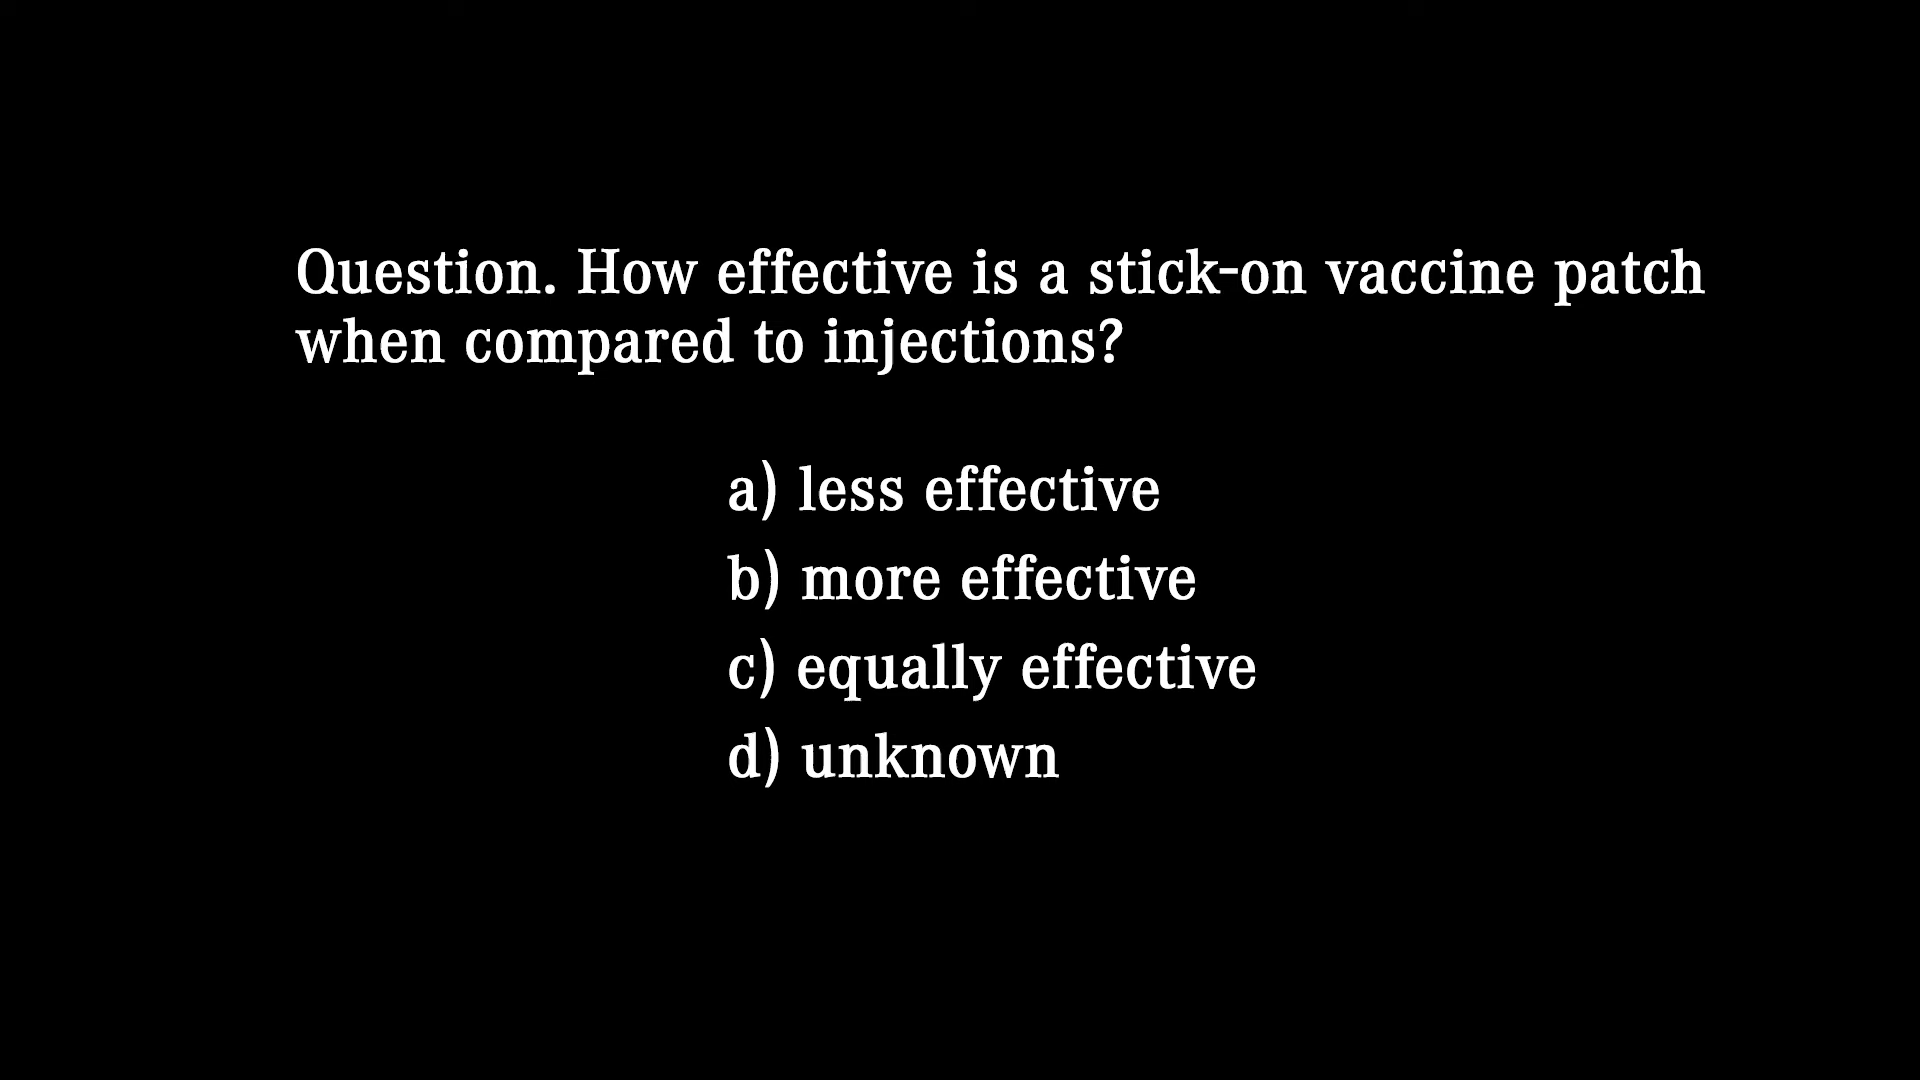 Question. How effective is a stick-on vaccine patch
when compared to injections?
a) less effective
b) more effective
c) equally effective
d) unknown